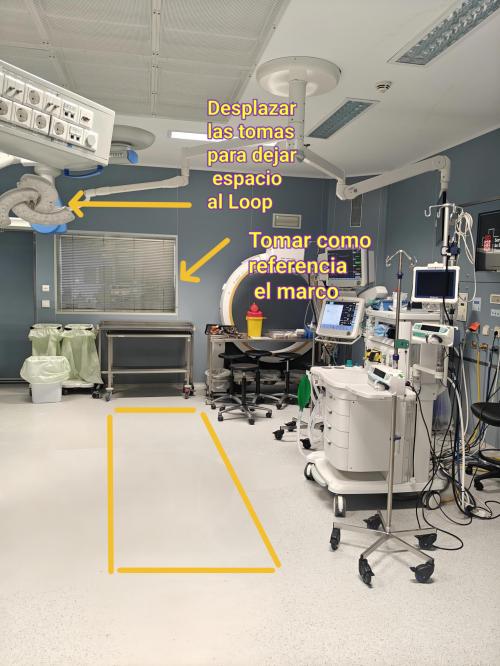 Desplazar
las tomas
para dejar
espacio
al Loop
Tomar como
referencia
el marco